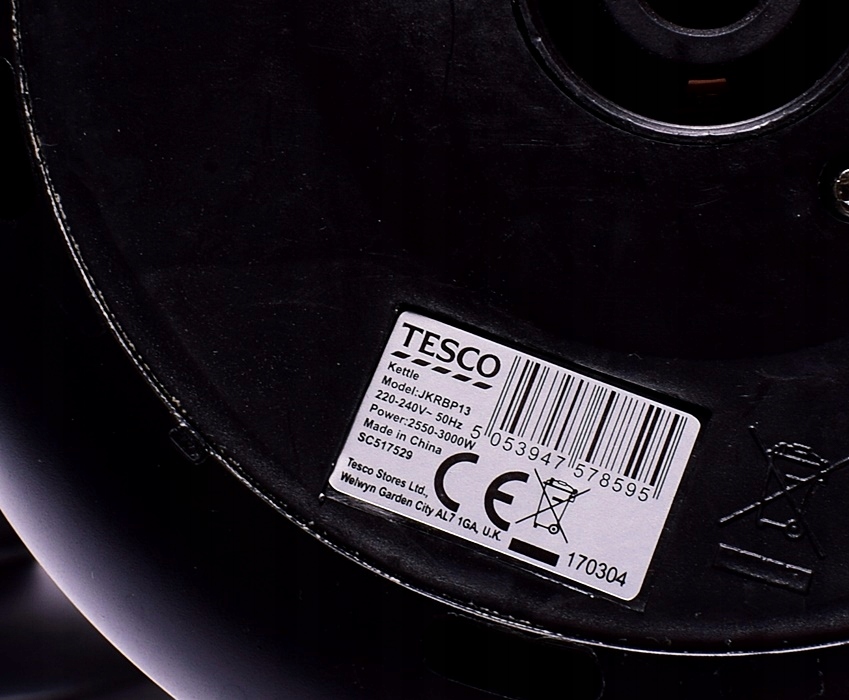 TESCO
Kettle
Model:JKRBP13
220-240V~ 50Hz
Power:2550-3000W
Made in China
SC517529
5 053947 578595
Tesco Stores Ltd.,
Welwyn Garden City AL7 1GA, U.K.
CE
170304